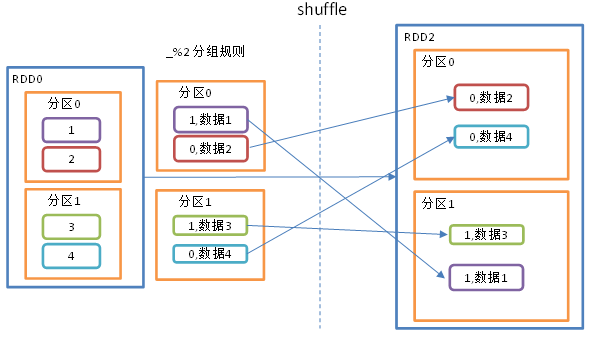 shuffle
_%2 分组规则
RDD0
分区0
1
2
分区1
3
4
分区0
1,数据1
0,数据2
分区1
1,数据3
0,数据4
RDD2
分区0
0,数据2
0,数据4
分区1
1,数据3
1,数据1